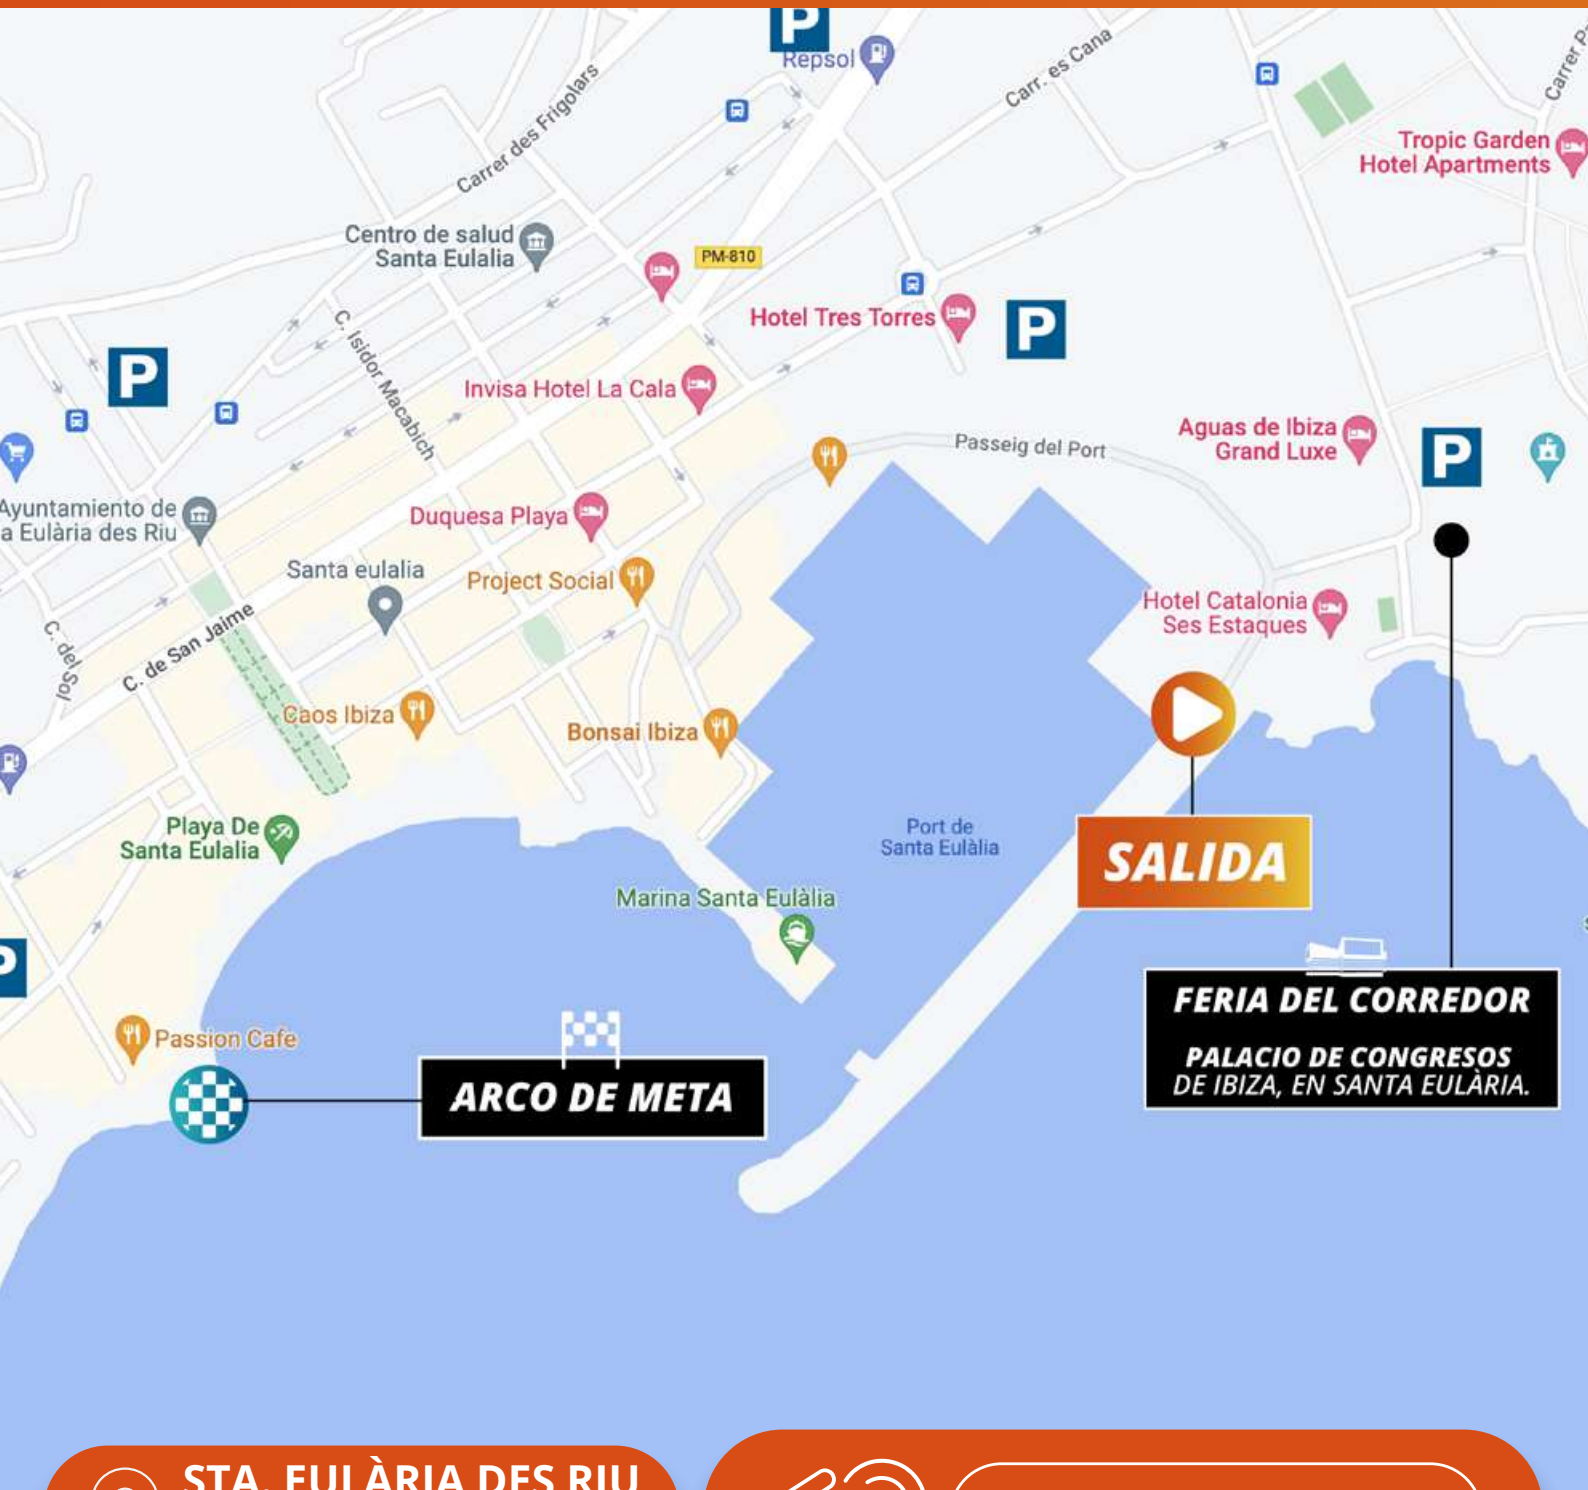 P
Repsol
Carr. es Cana
Carrer des Frigolars
Tropic Garden
Hotel Apartments
Centro de salud
Santa Eulalia
PM-810
Hotel Tres Torres
P
C. Isidor Macabich
P
Invisa Hotel La Cala
Passeig del Port
Aguas de Ibiza
Grand Luxe
P
Ayuntamiento de
a Eulària des Riu
Duquesa Playa
Santa eulalia
Project Social
Hotel Catalonia
Ses Estaques
C. de San Jaime
C. del Sol
Caos Ibiza
Bonsai Ibiza
Playa De
Santa Eulalia
Port de
Santa Eulàlia
SALIDA
Marina Santa Eulàlia
P
FERIA DEL CORREDOR
PALACIO DE CONGRESOS
DE IBIZA, EN SANTA EULÀRIA.
Passion Cafe
ARCO DE META
STA. EULÀRIA DES RIU